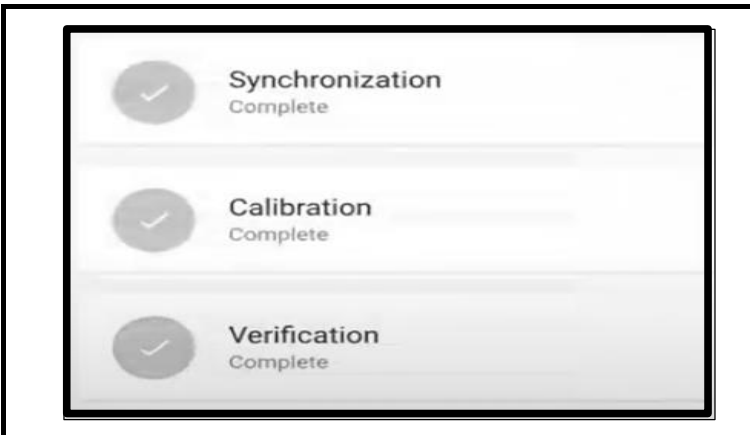 Synchronization
Complete
Calibration
Complete
Verification
Complete